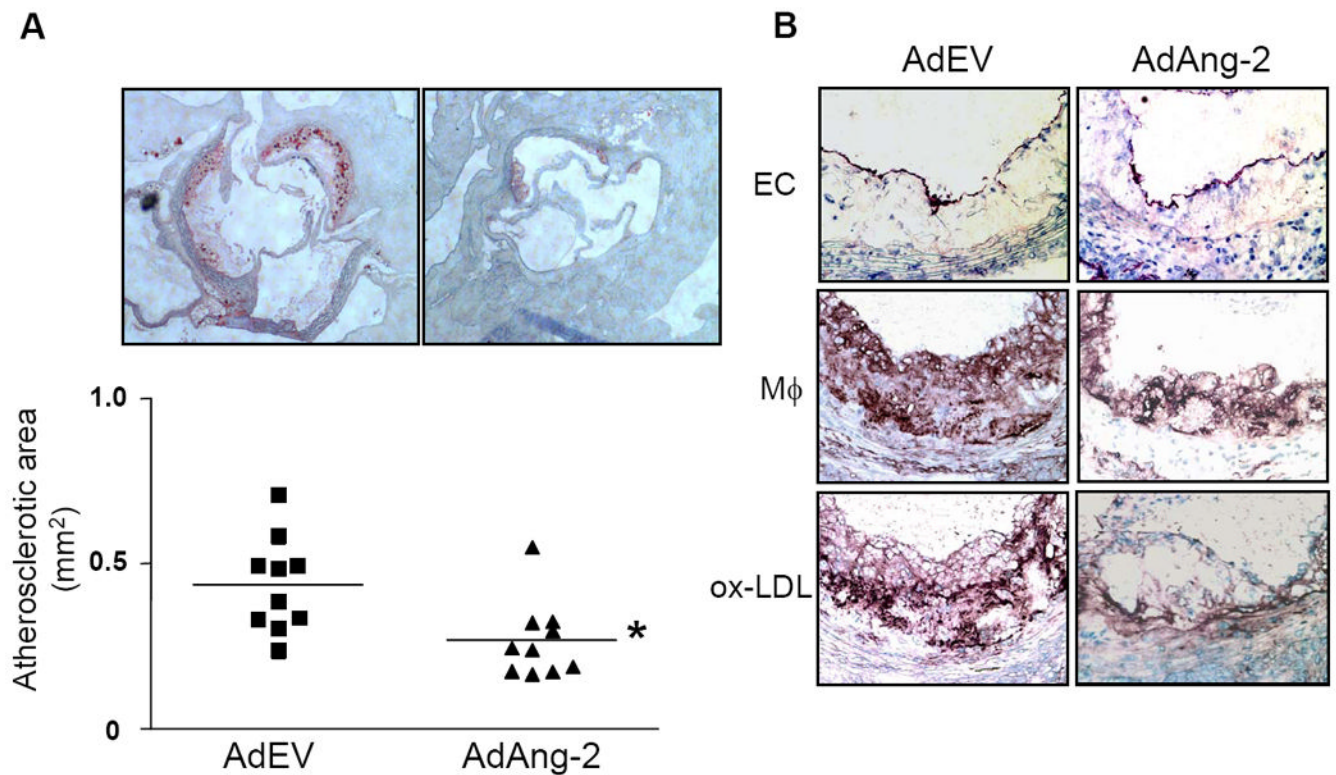 A
1.0
0.5
0
Atherosclerotic area
(mm²)
AdEV
AdAng-2
*
B
AdEV
AdAng-2
EC
Mϕ
ox-LDL